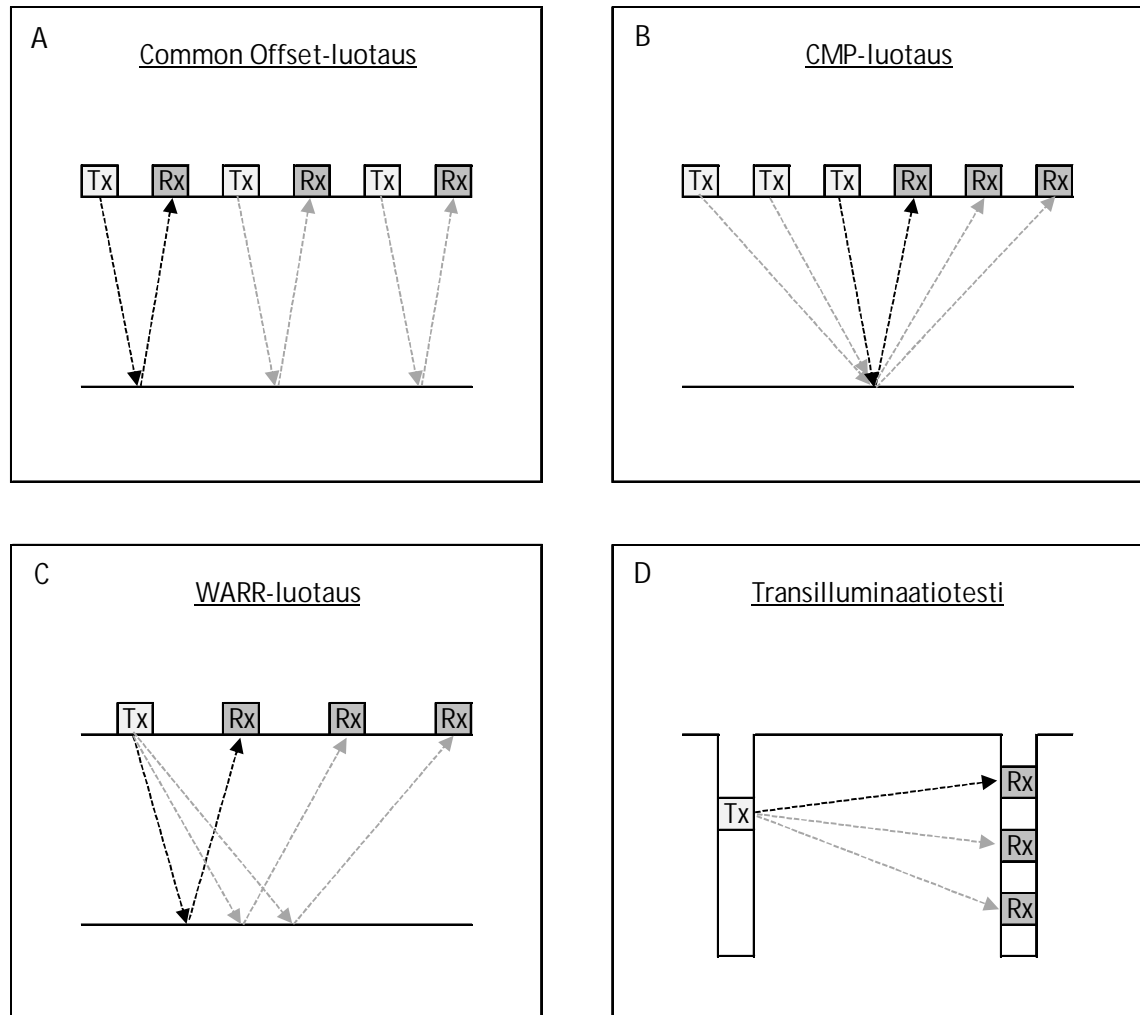 A
Common Offset-luotaus
Tx Rx Tx Rx Tx Rx
B
CMP-luotaus
Tx Tx Tx Rx Rx Rx
C
WARR-luotaus
Tx Rx Rx Rx
D
Transilluminaatiotesti
Tx
Rx
Rx
Rx